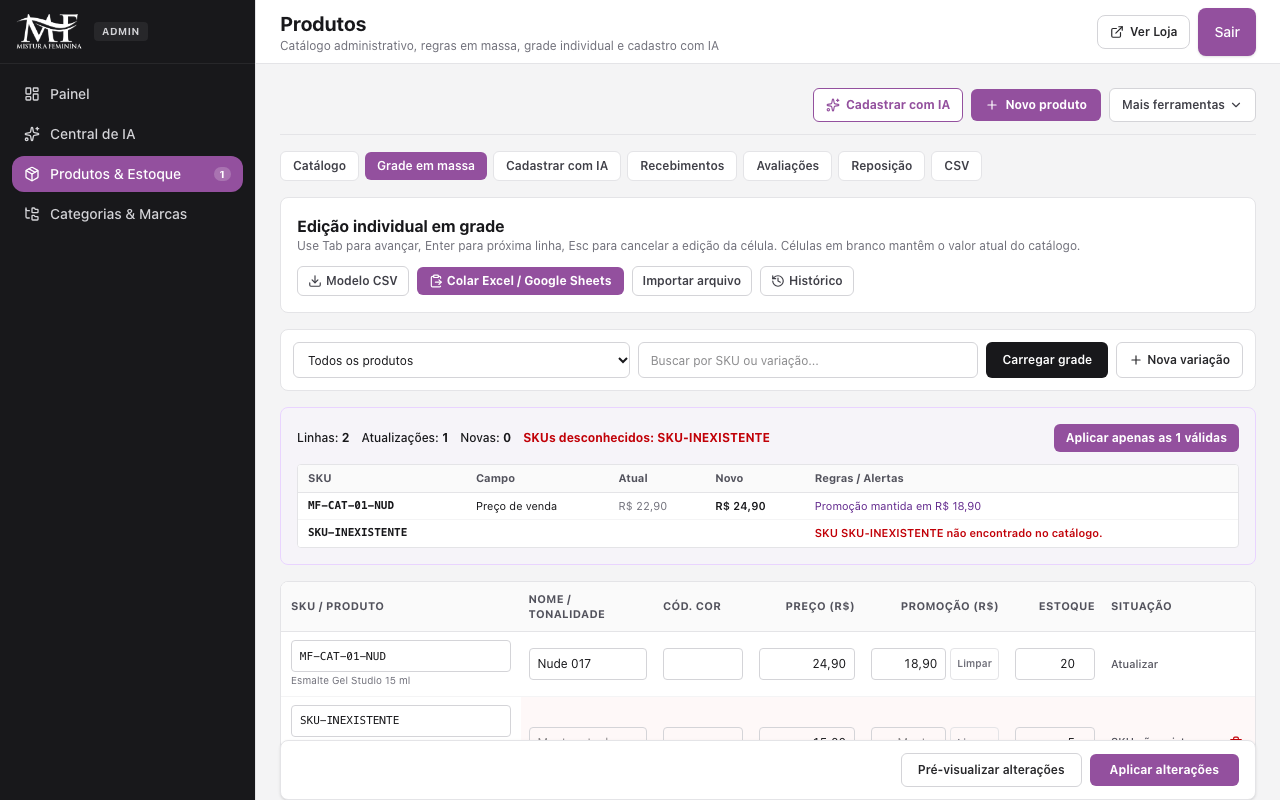 MF
MISTURA FEMININA
ADMIN
Produtos
Catálogo administrativo, regras em massa, grade individual e cadastro com IA
Ver Loja
Sair
Painel
Central de IA
Produtos & Estoque 1
Categorias & Marcas
Cadastrar com IA
Novo produto
Mais ferramentas
Catálogo
Grade em massa
Cadastrar com IA
Recebimentos
Avaliações
Reposição
CSV
Edição individual em grade
Use Tab para avançar, Enter para próxima linha, Esc para cancelar a edição da célula. Células em branco mantêm o valor atual do catálogo.
Modelo CSV
Colar Excel / Google Sheets
Importar arquivo
Histórico
Todos os produtos
Buscar por SKU ou variação...
Carregar grade
Nova variação
Linhas: 2 Atualizações: 1 Novas: 0 SKUs desconhecidos: SKU-INEXISTENTE
Aplicar apenas as 1 válidas
SKU Campo Atual Novo Regras / Alertas
MF-CAT-01-NUD Preço de venda R$ 22,90 R$ 24,90 Promoção mantida em R$ 18,90
SKU-INEXISTENTE SKU SKU-INEXISTENTE não encontrado no catálogo.
SKU / PRODUTO NOME / TONALIDADE CÓD. COR PREÇO (R$) PROMOÇÃO (R$) ESTOQUE SITUAÇÃO
MF-CAT-01-NUD Nude 017 24,90 18,90 Limpar 20 Atualizar
Esmalte Gel Studio 15 ml
SKU-INEXISTENTE
Pré-visualizar alterações
Aplicar alterações